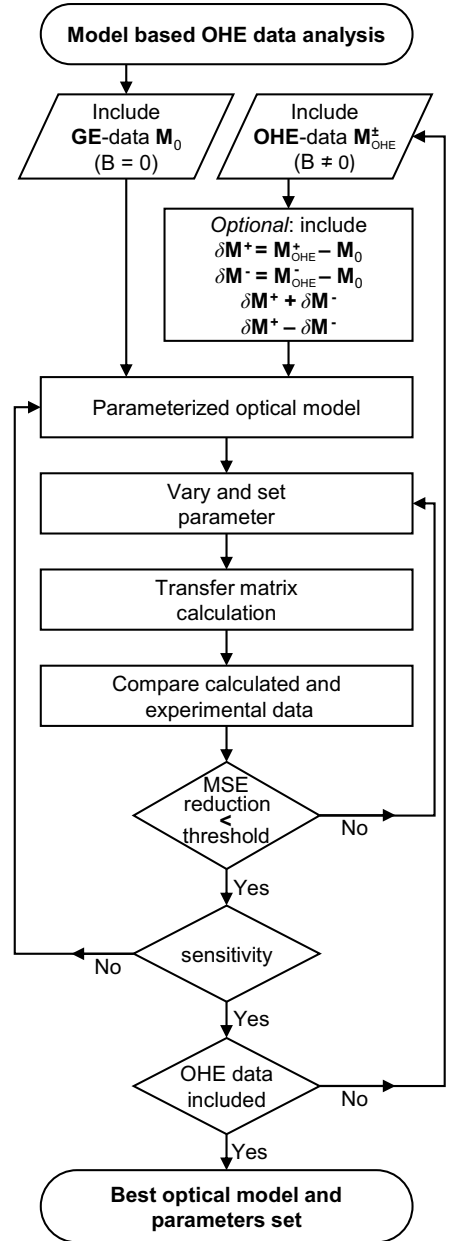 Model based OHE data analysis
Include
GE-data M₀
(B = 0)
Include
OHE-data M±OHE
(B ≠ 0)
Optional: include
δM⁺ = M⁺OHE – M₀
δM⁻ = M⁻OHE – M₀
δM⁺ + δM⁻
δM⁺ – δM⁻
Parameterized optical model
Vary and set
parameter
Transfer matrix
calculation
Compare calculated and
experimental data
MSE
reduction
<
threshold
No
Yes
sensitivity
No
Yes
OHE data
included
No
Yes
Best optical model and
parameters set